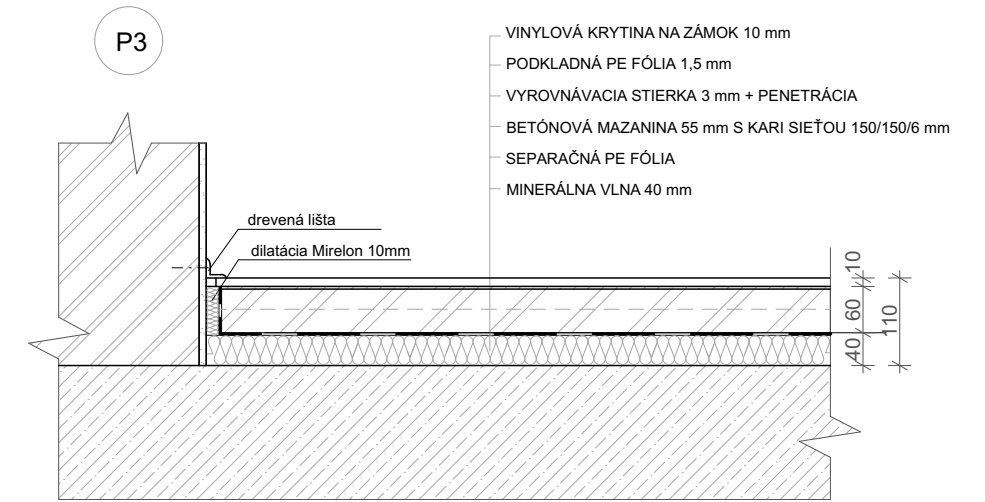 P3
VINYLOVÁ KRYTINA NA ZÁMOK 10 mm
PODKLADNÁ PE FÓLIA 1,5 mm
VYROVNÁVACIA STIERKA 3 mm + PENETRÁCIA
BETÓNOVÁ MAZANINA 55 mm S KARI SIEŤOU 150/150/6 mm
SEPARAČNÁ PE FÓLIA
MINERÁLNA VLNA 40 mm
drevená lišta
dilatácia Mirelon 10mm
10
60
110
40